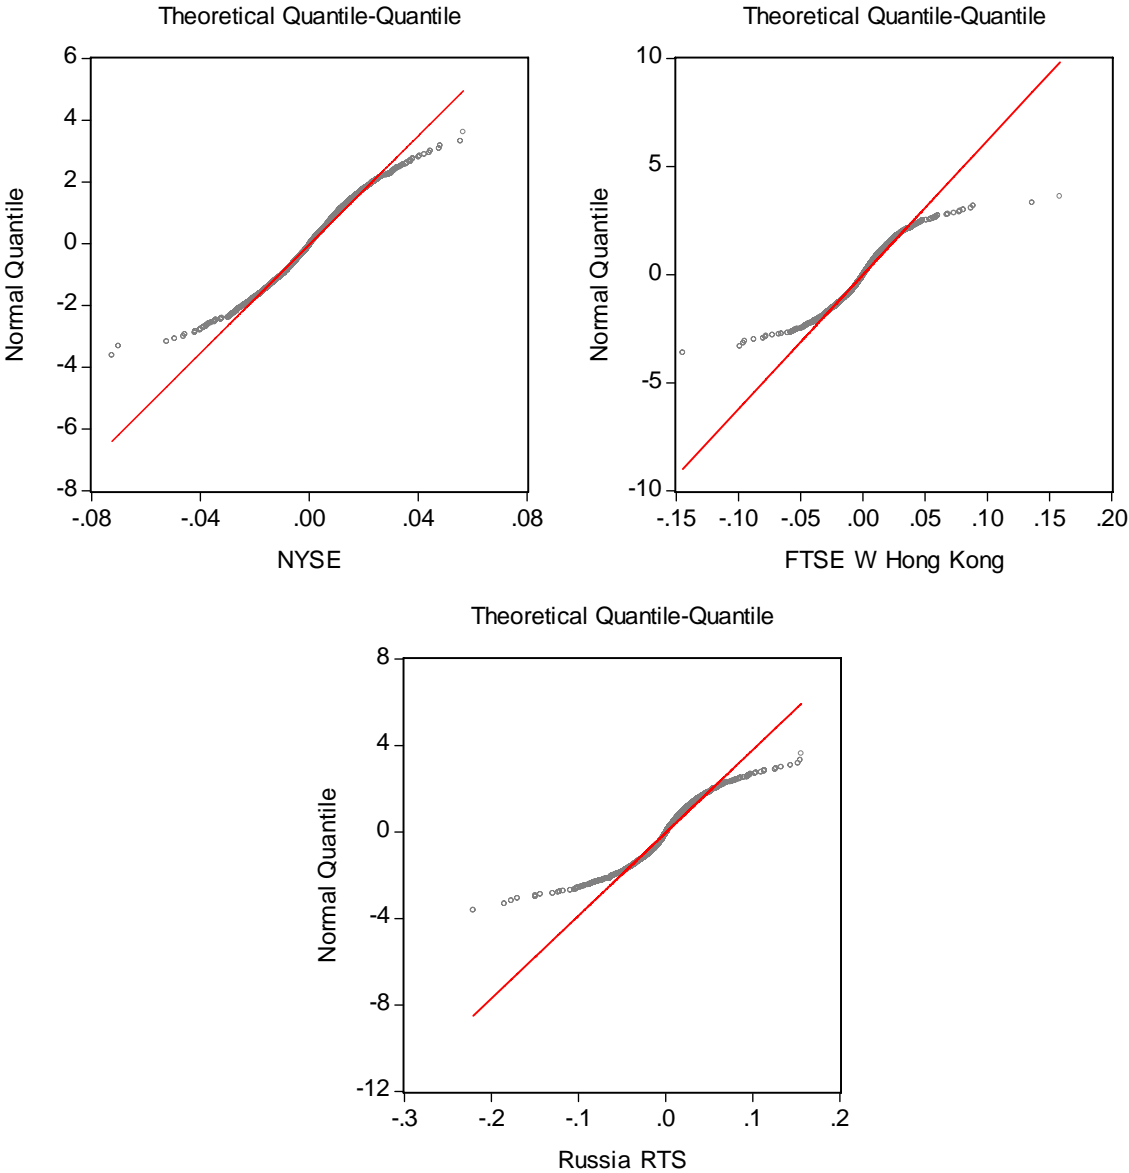 Theoretical Quantile-Quantile
6
4
2
0
-2
-4
-6
-8
Normal Quantile
-.08 -.04 .00 .04 .08
NYSE
Theoretical Quantile-Quantile
10
5
0
-5
-10
Normal Quantile
-.15 -.10 -.05 .00 .05 .10 .15 .20
FTSE W Hong Kong
Theoretical Quantile-Quantile
8
4
0
-4
-8
-12
Normal Quantile
-.3 -.2 -.1 .0 .1 .2
Russia RTS